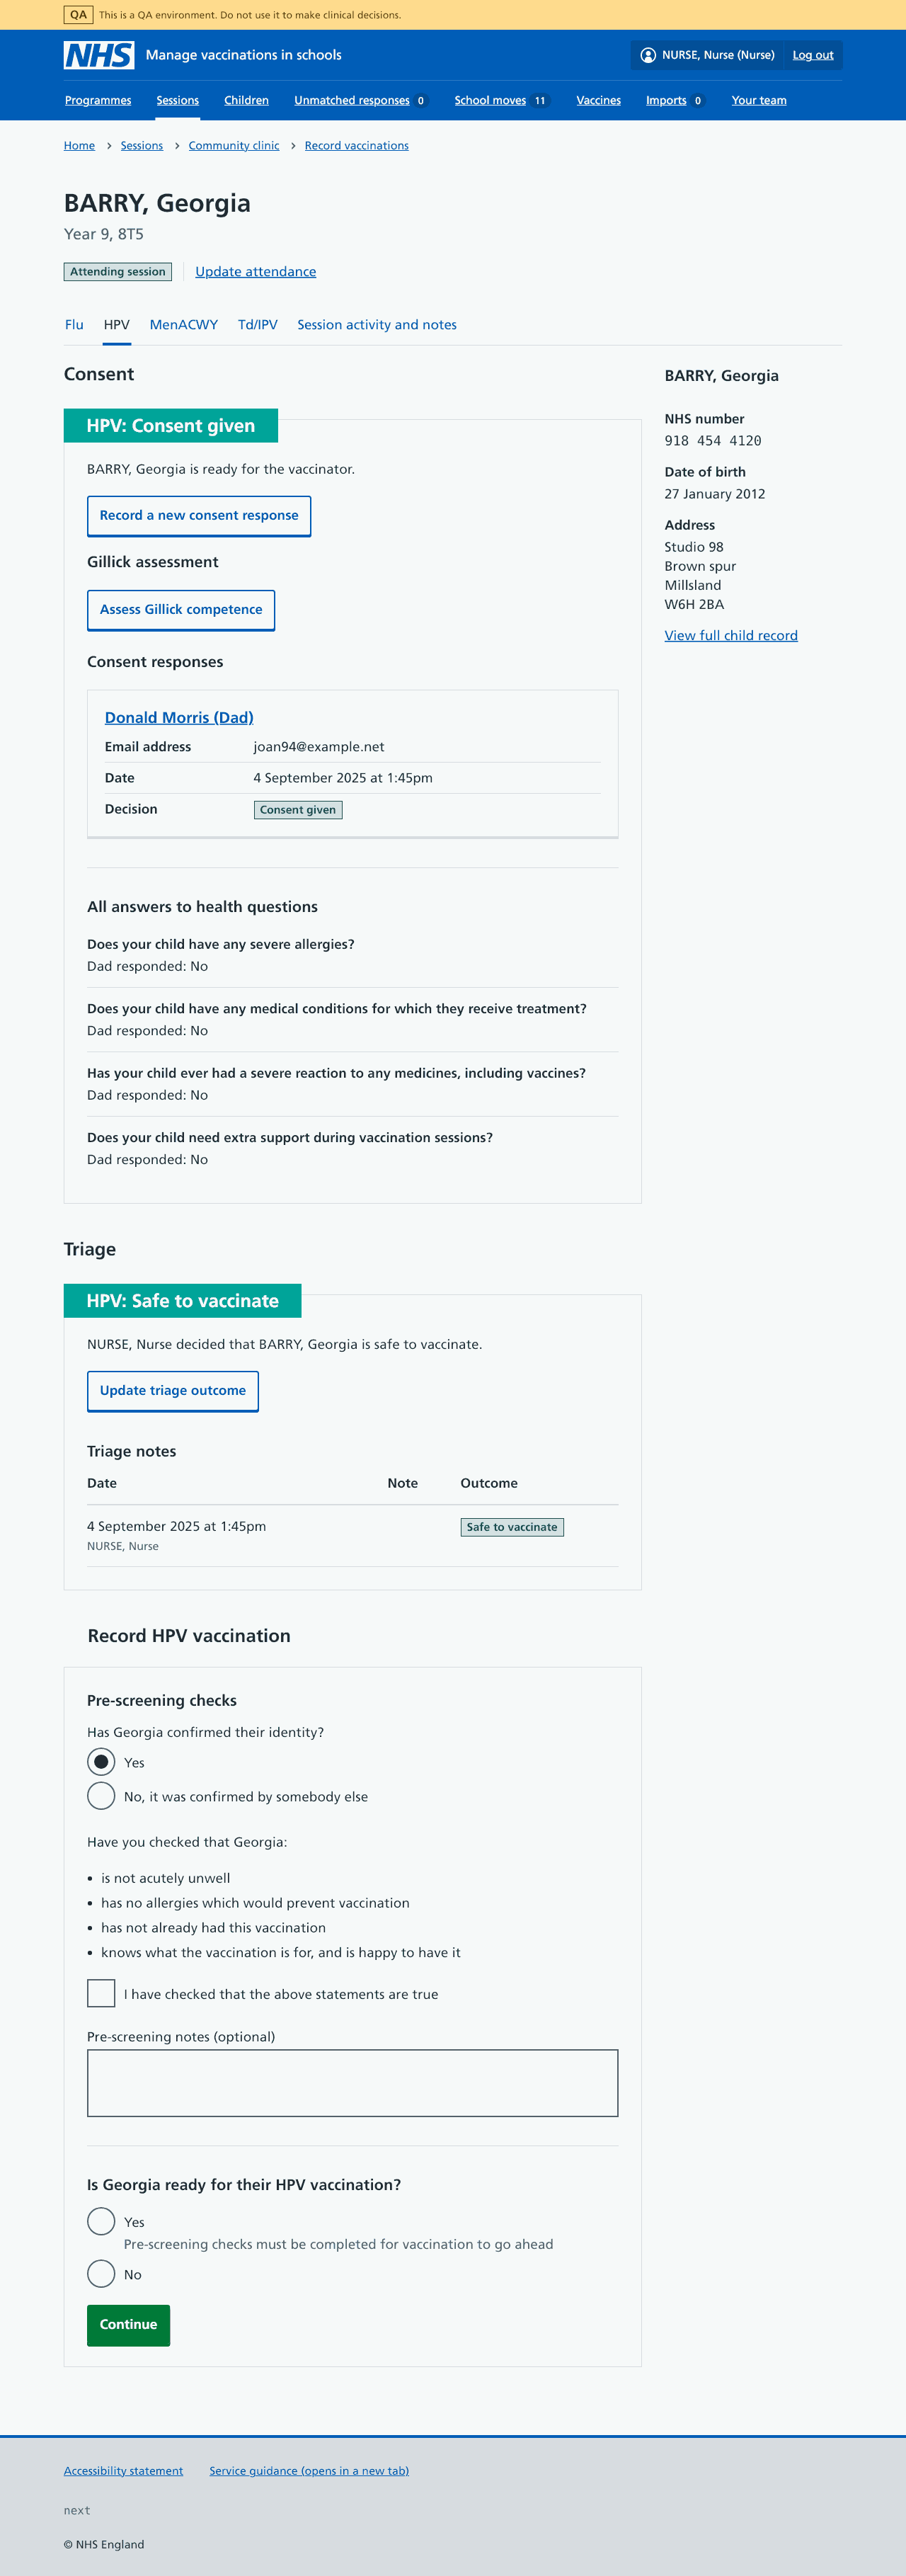 QA This is a QA environment. Do not use it to make clinical decisions.
NHS Manage vaccinations in schools NURSE, Nurse (Nurse) Log out
Programmes Sessions Children Unmatched responses 0 School moves 11 Vaccines Imports 0 Your team
Home Sessions Community clinic Record vaccinations
BARRY, Georgia
Year 9, 8T5
Attending session Update attendance
Flu HPV MenACWY Td/IPV Session activity and notes
Consent
HPV: Consent given
BARRY, Georgia is ready for the vaccinator.
Record a new consent response
Gillick assessment
Assess Gillick competence
Consent responses
Donald Morris (Dad)
Email address joan94@example.net
Date 4 September 2025 at 1:45pm
Decision Consent given
All answers to health questions
Does your child have any severe allergies?
Dad responded: No
Does your child have any medical conditions for which they receive treatment?
Dad responded: No
Has your child ever had a severe reaction to any medicines, including vaccines?
Dad responded: No
Does your child need extra support during vaccination sessions?
Dad responded: No
BARRY, Georgia
NHS number
918 454 4120
Date of birth
27 January 2012
Address
Studio 98
Brown spur
Millsland
W6H 2BA
View full child record
Triage
HPV: Safe to vaccinate
NURSE, Nurse decided that BARRY, Georgia is safe to vaccinate.
Update triage outcome
Triage notes
Date Note Outcome
4 September 2025 at 1:45pm Safe to vaccinate
NURSE, Nurse
Record HPV vaccination
Pre-screening checks
Has Georgia confirmed their identity?
Yes
No, it was confirmed by somebody else
Have you checked that Georgia:
• is not acutely unwell
• has no allergies which would prevent vaccination
• has not already had this vaccination
• knows what the vaccination is for, and is happy to have it
I have checked that the above statements are true
Pre-screening notes (optional)
Is Georgia ready for their HPV vaccination?
Yes
Pre-screening checks must be completed for vaccination to go ahead
No
Continue
Accessibility statement Service guidance (opens in a new tab)
next
© NHS England